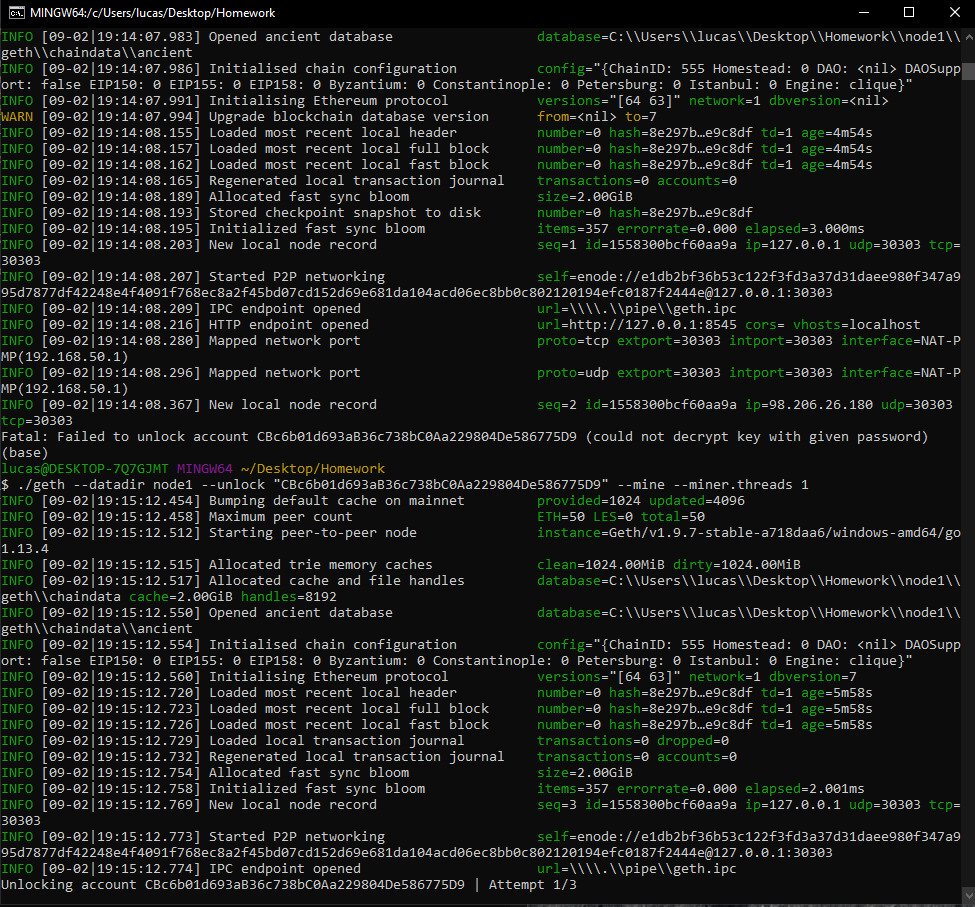 MINGW64:/c/Users/lucas/Desktop/Homework
INFO [09-02|19:14:07.983] Opened ancient database database=C:\\Users\\lucas\\Desktop\\Homework\\node1\\
geth\\chaindata\\ancient
INFO [09-02|19:14:07.986] Initialised chain configuration config="{ChainID: 555 Homestead: 0 DAO: <nil> DAOSupp
ort: false EIP150: 0 EIP155: 0 EIP158: 0 Byzantium: 0 Constantinople: 0 Petersburg: 0 Istanbul: 0 Engine: clique}"
INFO [09-02|19:14:07.991] Initialising Ethereum protocol versions="[64 63]" network=1 dbversion=<nil>
WARN [09-02|19:14:07.994] Upgrade blockchain database version from=<nil> to=7
INFO [09-02|19:14:08.155] Loaded most recent local header number=0 hash=8e297b…e9c8df td=1 age=4m54s
INFO [09-02|19:14:08.157] Loaded most recent local full block number=0 hash=8e297b…e9c8df td=1 age=4m54s
INFO [09-02|19:14:08.162] Loaded most recent local fast block number=0 hash=8e297b…e9c8df td=1 age=4m54s
INFO [09-02|19:14:08.165] Regenerated local transaction journal transactions=0 accounts=0
INFO [09-02|19:14:08.189] Allocated fast sync bloom size=2.00GiB
INFO [09-02|19:14:08.193] Stored checkpoint snapshot to disk number=0 hash=8e297b…e9c8df
INFO [09-02|19:14:08.195] Initialized fast sync bloom items=357 errorrate=0.000 elapsed=3.000ms
INFO [09-02|19:14:08.203] New local node record seq=1 id=1558300bcf60aa9a ip=127.0.0.1 udp=30303 tcp=
30303
INFO [09-02|19:14:08.207] Started P2P networking self=enode://e1db2bf36b53c122f3fd3a37d31daee980f347a9
95d7877df42248e4f4091f768ec8a2f45bd07cd152d69e681da104acd06ec8bb0c802120194efc0187f2444e@127.0.0.1:30303
INFO [09-02|19:14:08.209] IPC endpoint opened url=\\\\.\\pipe\\geth.ipc
INFO [09-02|19:14:08.216] HTTP endpoint opened url=http://127.0.0.1:8545 cors= vhosts=localhost
INFO [09-02|19:14:08.280] Mapped network port proto=tcp extport=30303 intport=30303 interface=NAT-P
MP(192.168.50.1)
INFO [09-02|19:14:08.296] Mapped network port proto=udp extport=30303 intport=30303 interface=NAT-P
MP(192.168.50.1)
INFO [09-02|19:14:08.367] New local node record seq=2 id=1558300bcf60aa9a ip=98.206.26.180 udp=30303
tcp=30303
Fatal: Failed to unlock account CBc6b01d693aB36c738bC0Aa229804De586775D9 (could not decrypt key with given password)
(base)
lucas@DESKTOP-7Q7GJMT MINGW64 ~/Desktop/Homework
$ ./geth --datadir node1 --unlock "CBc6b01d693aB36c738bC0Aa229804De586775D9" --mine --miner.threads 1
INFO [09-02|19:15:12.454] Bumping default cache on mainnet provided=1024 updated=4096
INFO [09-02|19:15:12.458] Maximum peer count ETH=50 LES=0 total=50
INFO [09-02|19:15:12.512] Starting peer-to-peer node instance=Geth/v1.9.7-stable-a718daa6/windows-amd64/go
1.13.4
INFO [09-02|19:15:12.515] Allocated trie memory caches clean=1024.00MiB dirty=1024.00MiB
INFO [09-02|19:15:12.517] Allocated cache and file handles database=C:\\Users\\lucas\\Desktop\\Homework\\node1\\
geth\\chaindata cache=2.00GiB handles=8192
INFO [09-02|19:15:12.550] Opened ancient database database=C:\\Users\\lucas\\Desktop\\Homework\\node1\\
geth\\chaindata\\ancient
INFO [09-02|19:15:12.554] Initialised chain configuration config="{ChainID: 555 Homestead: 0 DAO: <nil> DAOSupp
ort: false EIP150: 0 EIP155: 0 EIP158: 0 Byzantium: 0 Constantinople: 0 Petersburg: 0 Istanbul: 0 Engine: clique}"
INFO [09-02|19:15:12.560] Initialising Ethereum protocol versions="[64 63]" network=1 dbversion=7
INFO [09-02|19:15:12.720] Loaded most recent local header number=0 hash=8e297b…e9c8df td=1 age=5m58s
INFO [09-02|19:15:12.723] Loaded most recent local full block number=0 hash=8e297b…e9c8df td=1 age=5m58s
INFO [09-02|19:15:12.726] Loaded most recent local fast block number=0 hash=8e297b…e9c8df td=1 age=5m58s
INFO [09-02|19:15:12.729] Loaded local transaction journal transactions=0 dropped=0
INFO [09-02|19:15:12.732] Regenerated local transaction journal transactions=0 accounts=0
INFO [09-02|19:15:12.754] Allocated fast sync bloom size=2.00GiB
INFO [09-02|19:15:12.758] Initialized fast sync bloom items=357 errorrate=0.000 elapsed=2.001ms
INFO [09-02|19:15:12.769] New local node record seq=3 id=1558300bcf60aa9a ip=127.0.0.1 udp=30303 tcp=
30303
INFO [09-02|19:15:12.773] Started P2P networking self=enode://e1db2bf36b53c122f3fd3a37d31daee980f347a9
95d7877df42248e4f4091f768ec8a2f45bd07cd152d69e681da104acd06ec8bb0c802120194efc0187f2444e@127.0.0.1:30303
INFO [09-02|19:15:12.774] IPC endpoint opened url=\\\\.\\pipe\\geth.ipc
Unlocking account CBc6b01d693aB36c738bC0Aa229804De586775D9 | Attempt 1/3